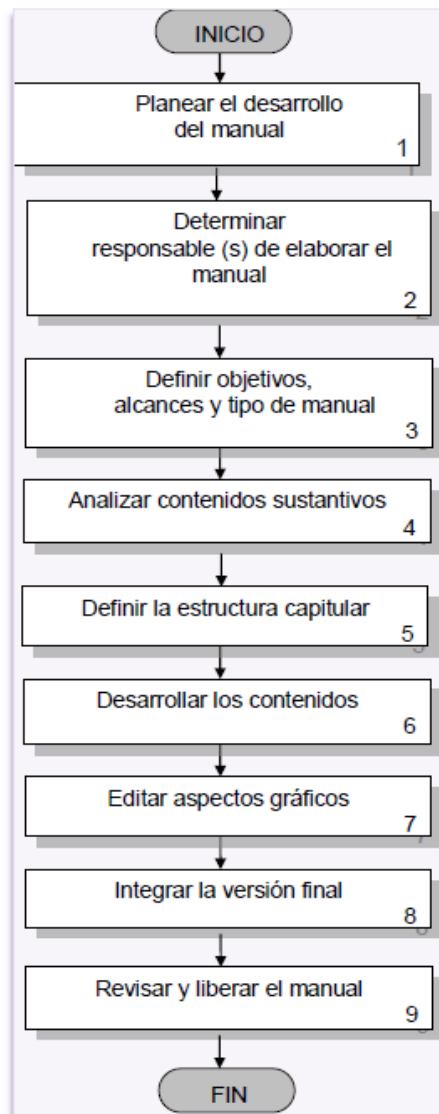 INICIO
Planear el desarrollo
del manual
1
Determinar
responsable (s) de elaborar el
manual
2
Definir objetivos,
alcances y tipo de manual
3
Analizar contenidos sustantivos
4
Definir la estructura capitular
5
Desarrollar los contenidos
6
Editar aspectos gráficos
7
Integrar la versión final
8
Revisar y liberar el manual
9
FIN